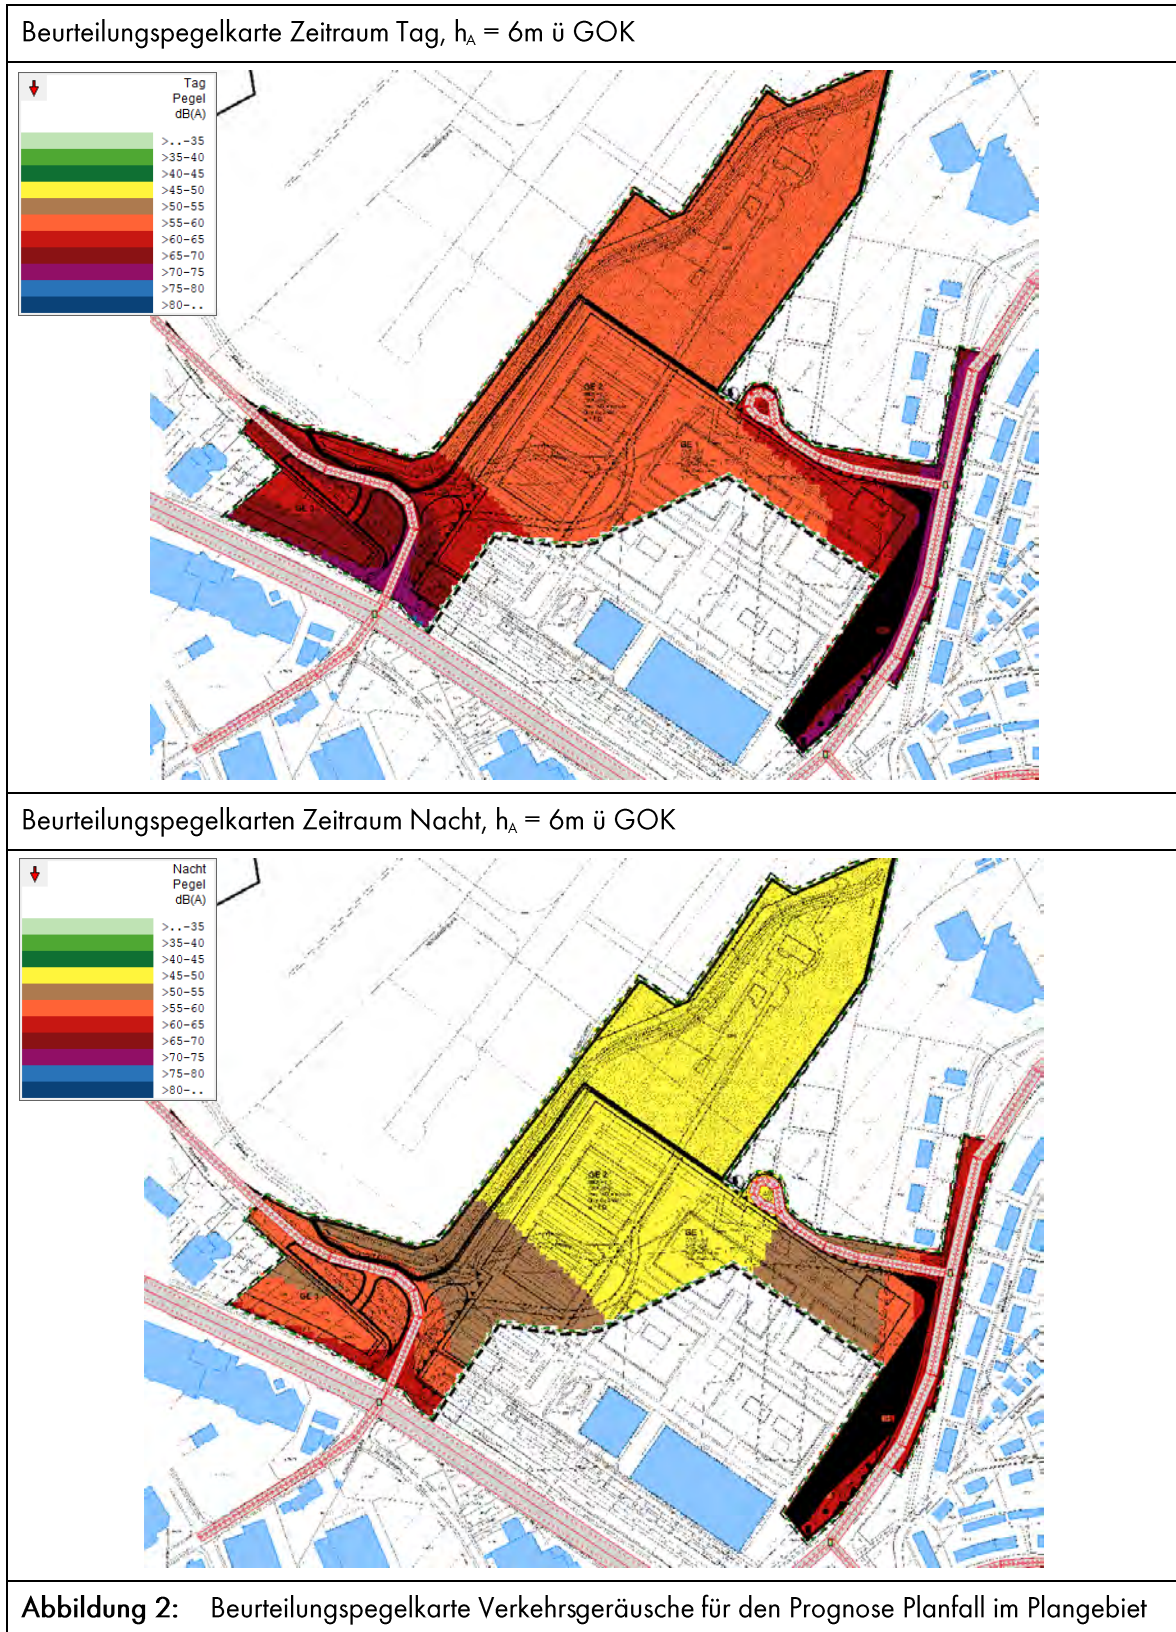 Beurteilungspegelkarte Zeitraum Tag, hA = 6m ü GOK
Tag
Pegel
dB(A)
>..-35
>35-40
>40-45
>45-50
>50-55
>55-60
>60-65
>65-70
>70-75
>75-80
>80-..
GE 2
GE 1
GE 3
Beurteilungspegelkarten Zeitraum Nacht, hA = 6m ü GOK
Nacht
Pegel
dB(A)
>..-35
>35-40
>40-45
>45-50
>50-55
>55-60
>60-65
>65-70
>70-75
>75-80
>80-..
GE 2
GE 1
GE 3
Abbildung 2: Beurteilungspegelkarte Verkehrsgeräusche für den Prognose Planfall im Plangebiet